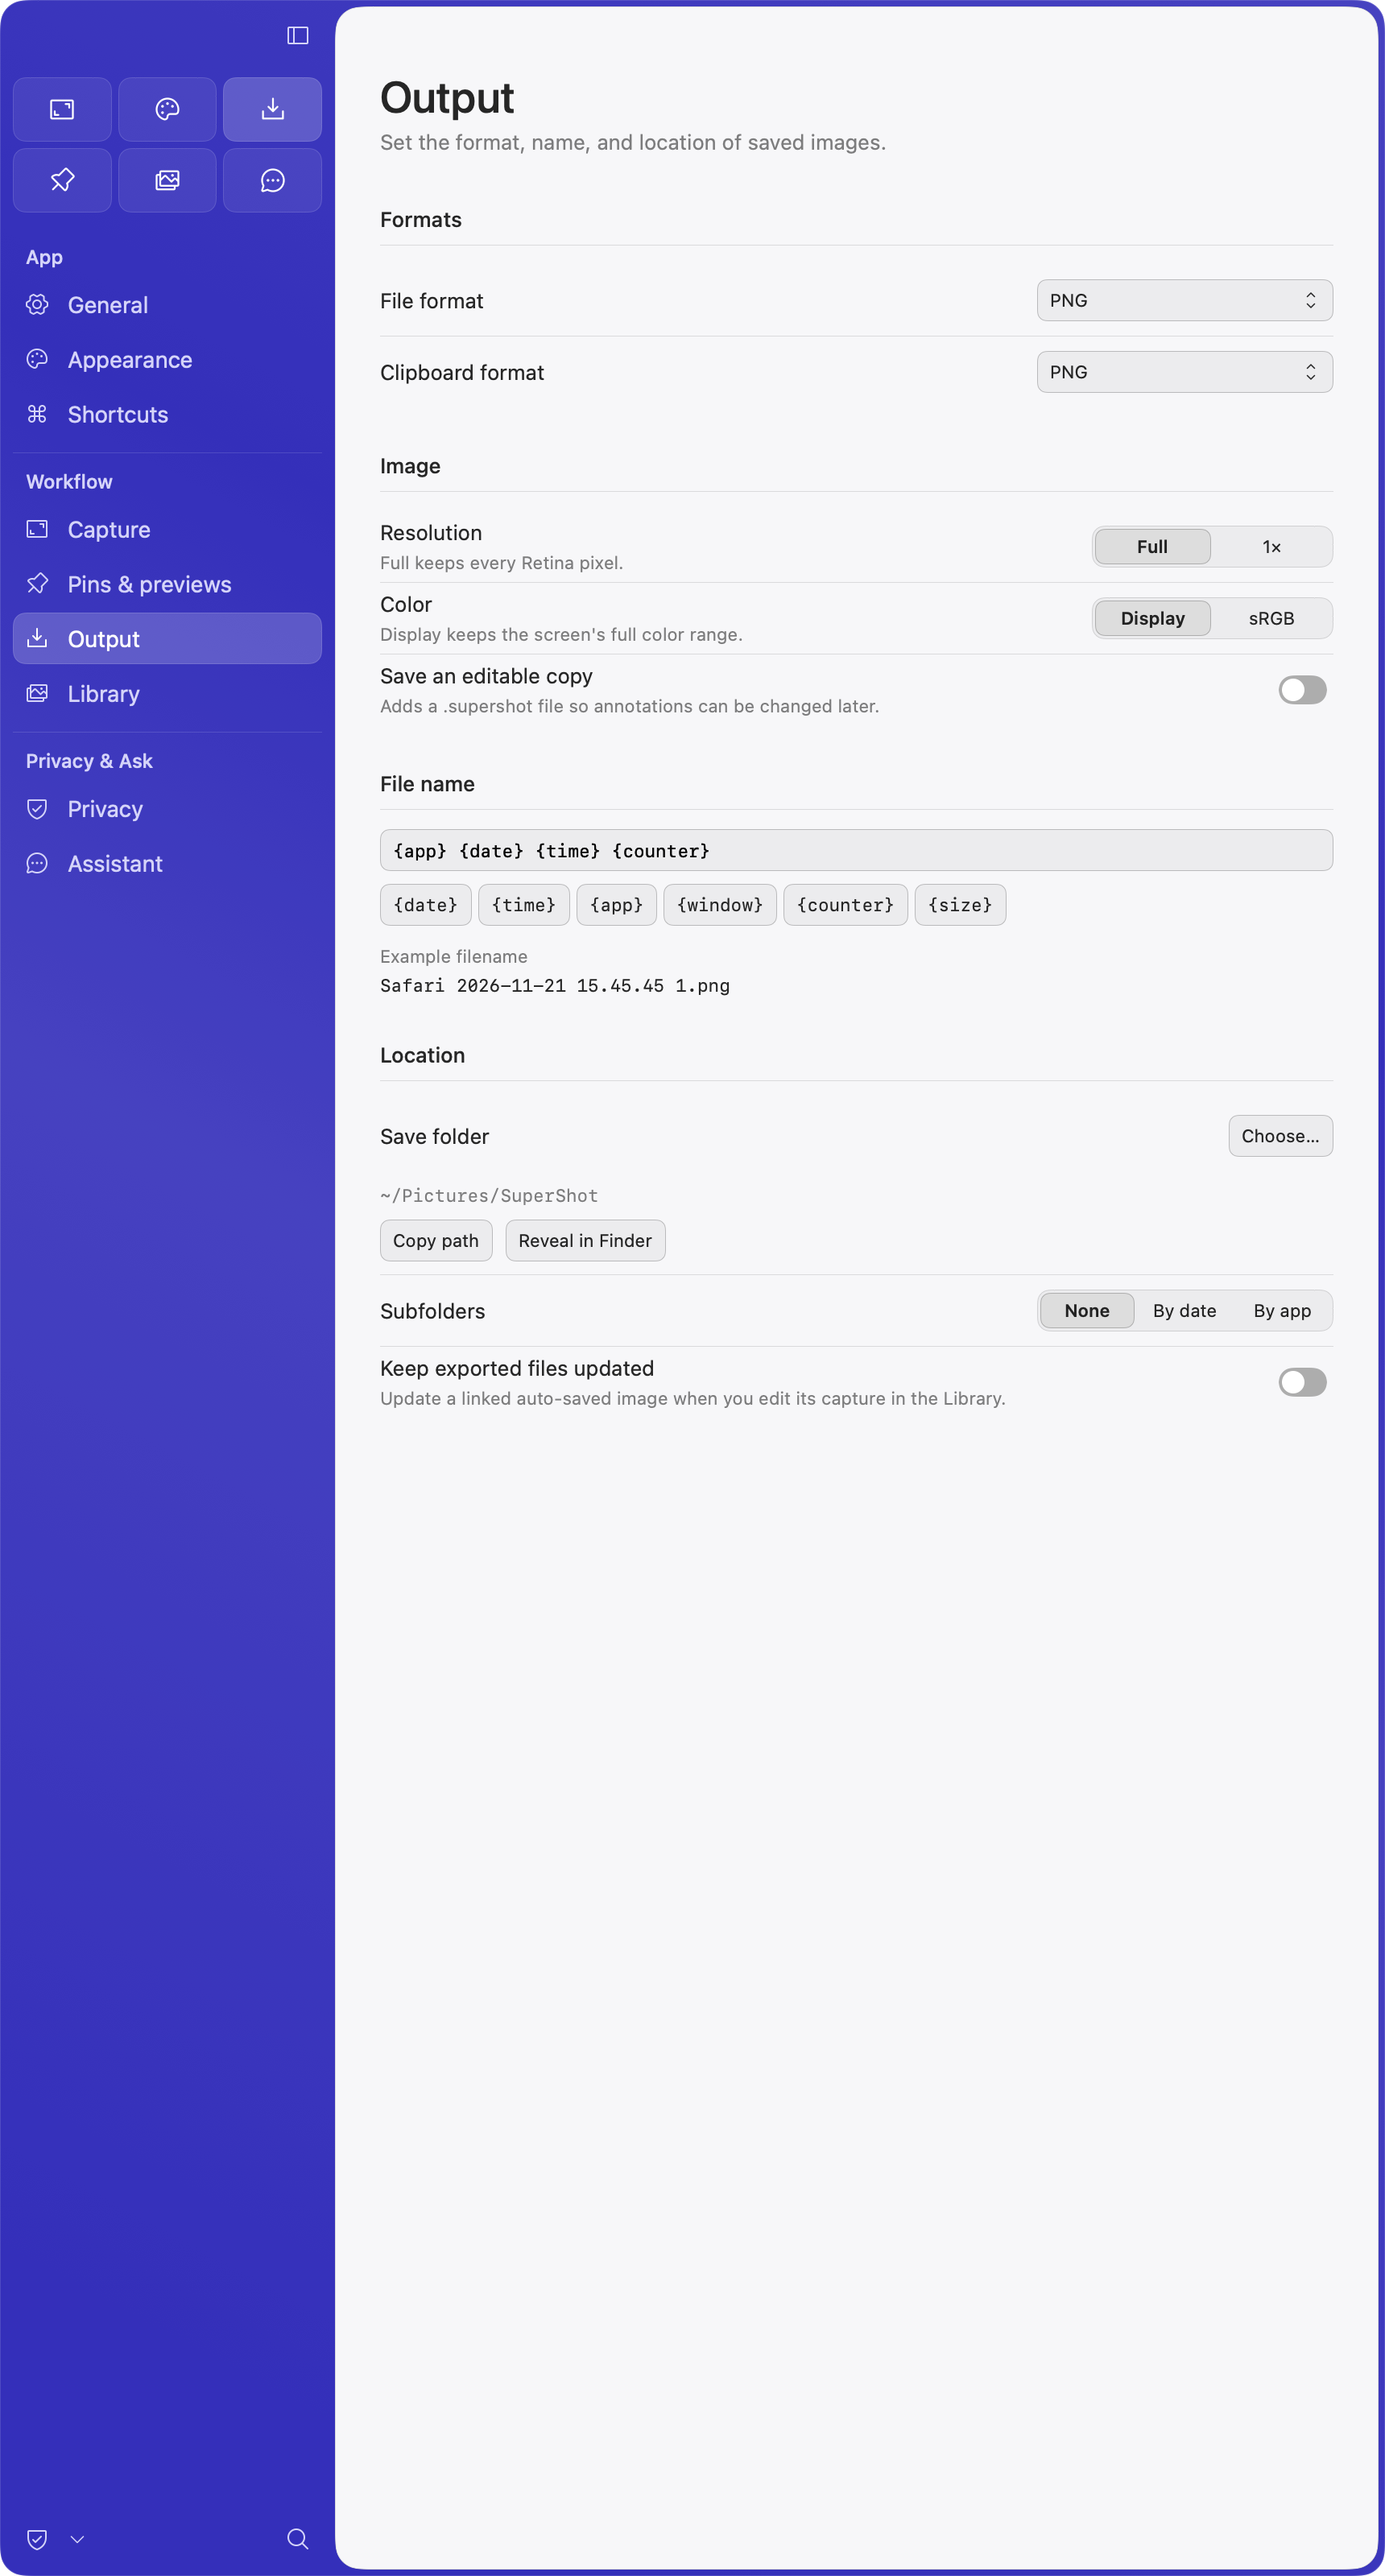 App
General
Appearance
Shortcuts
Workflow
Capture
Pins & previews
Output
Library
Privacy & Ask
Privacy
Assistant
Output
Set the format, name, and location of saved images.
Formats
File format
PNG
Clipboard format
PNG
Image
Resolution
Full keeps every Retina pixel.
Full 1×
Color
Display keeps the screen's full color range.
Display sRGB
Save an editable copy
Adds a .supershot file so annotations can be changed later.
File name
{app} {date} {time} {counter}
{date} {time} {app} {window} {counter} {size}
Example filename
Safari 2026-11-21 15.45.45 1.png
Location
Save folder
Choose...
~/Pictures/SuperShot
Copy path Reveal in Finder
Subfolders
None By date By app
Keep exported files updated
Update a linked auto-saved image when you edit its capture in the Library.